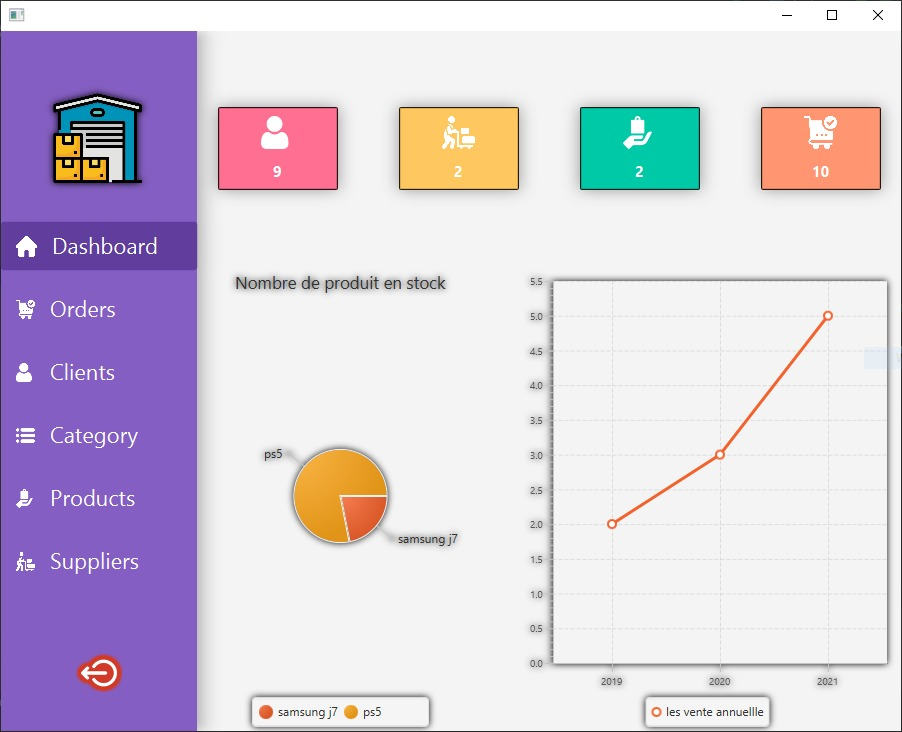 9
2
2
10
Dashboard
Orders
Clients
Category
Products
Suppliers
Nombre de produit en stock
ps5
samsung j7
samsung j7 ps5
5.5
5.0
4.5
4.0
3.5
3.0
2.5
2.0
1.5
1.0
0.5
0.0
2019 2020 2021
les vente annuellle